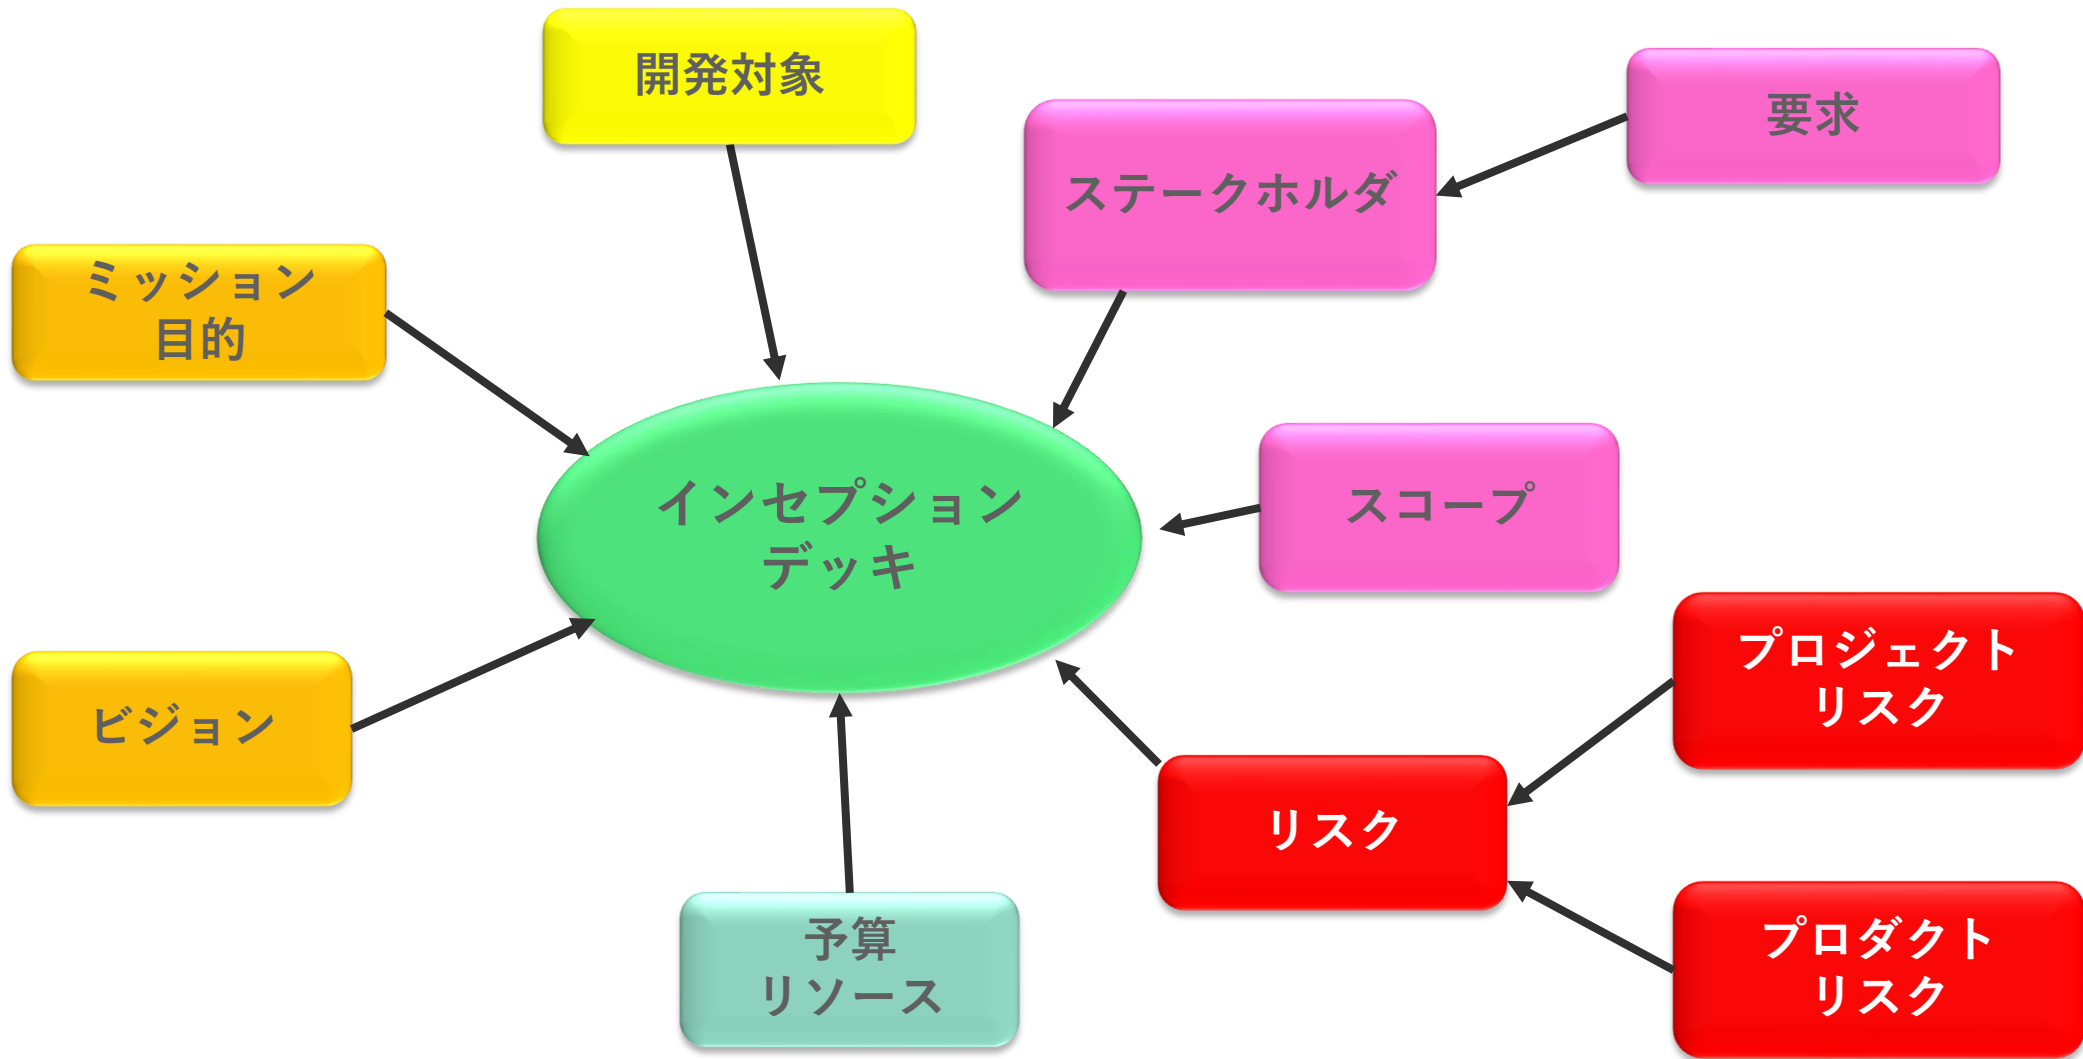 開発対象
要求
ステークホルダ
ミッション
目的
インセプション
デッキ
スコープ
プロジェクト
リスク
ビジョン
リスク
予算
リソース
プロダクト
リスク